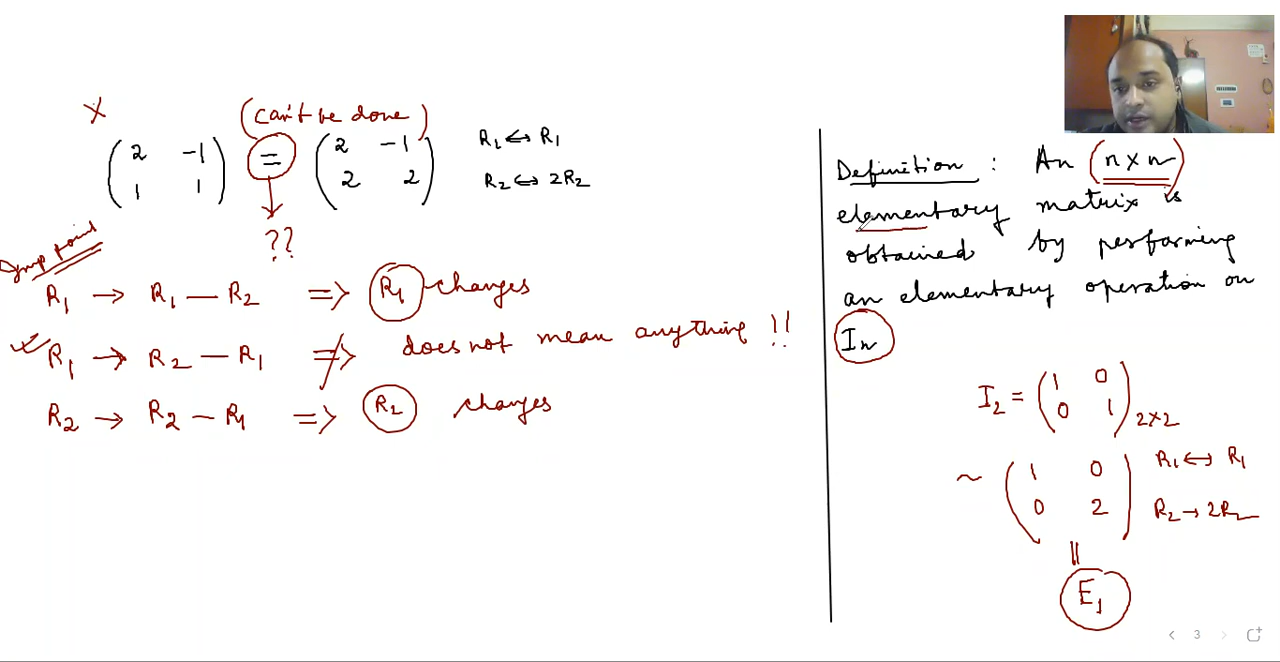 X
(can't be done)
( 2 -1 ; 1 1 ) = ( 2 -1 ; 2 2 )
R₁ ↔ R₁
R₂ ↔ 2R₂
??
Imp point
R₁ → R₁ — R₂ => R₁ changes
R₁ → R₂ — R₁ ≠> does not mean anything !!
R₂ → R₂ — R₁ => R₂ changes
Definition : An (n × n)
elementary matrix is
obtained by performing
an elementary operation on
Iₙ
I₂ = ( 1 0 ; 0 1 )₂×₂
~ ( 1 0 ; 0 2 ) R₁ ↔ R₁
R₂ → 2R₂
||
E₁
< 3 >